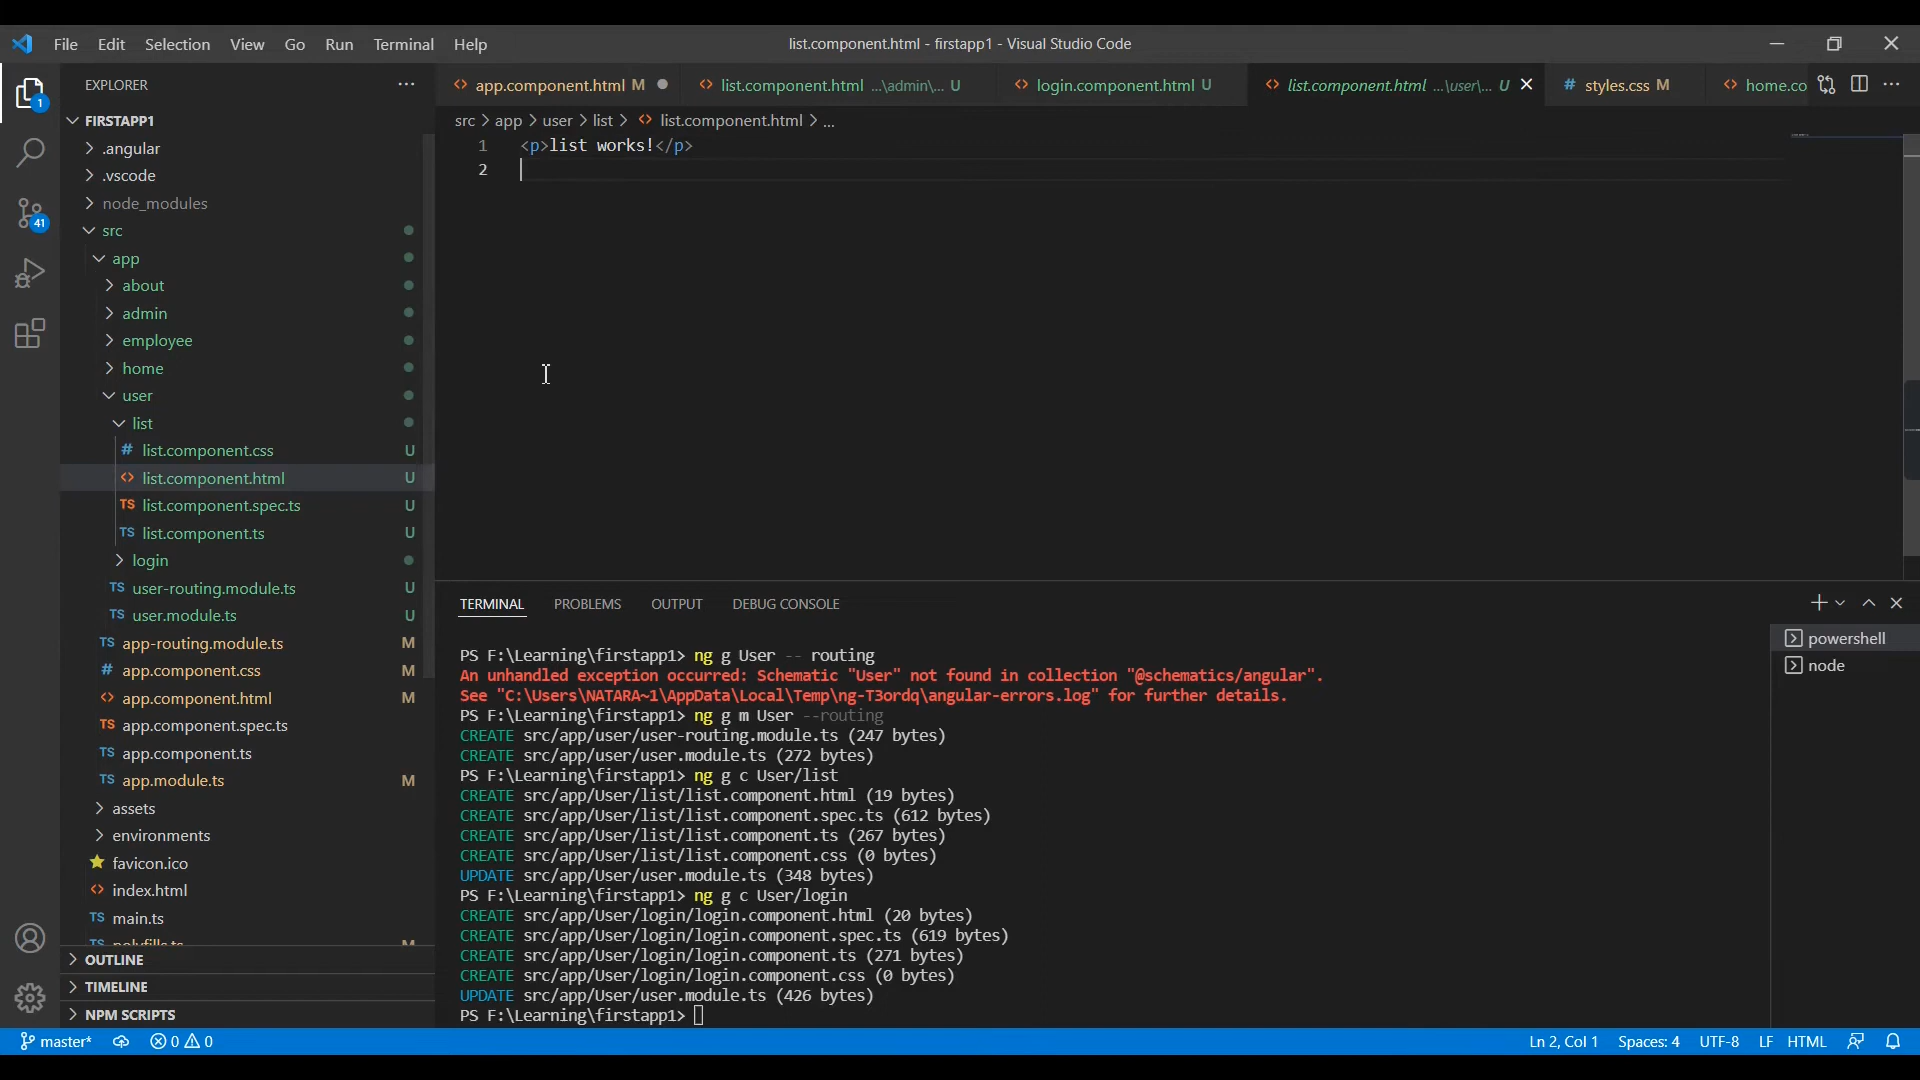 File Edit Selection View Go Run Terminal Help
list.component.html - firstapp1 - Visual Studio Code
EXPLORER
app.component.html M
list.component.html ...\admin\... U
login.component.html U
list.component.html ...\user\... U
styles.css M
home.co
src > app > user > list > list.component.html > ...
1
FIRSTAPP1
.angular
.vscode
node_modules
src
app
about
admin
employee
home
user
list
list.component.css U
list.component.html U
list.component.spec.ts U
list.component.ts U
login
user-routing.module.ts U
user.module.ts U
app-routing.module.ts M
app.component.css M
app.component.html M
app.component.spec.ts
app.component.ts
app.module.ts M
assets
environments
favicon.ico
index.html
main.ts
polyfills.ts M
OUTLINE
TIMELINE
NPM SCRIPTS
41
1 <p>list works!</p>
2
TERMINAL PROBLEMS OUTPUT DEBUG CONSOLE
powershell
node
PS F:\Learning\firstapp1> ng g User -- routing
An unhandled exception occurred: Schematic "User" not found in collection "@schematics/angular".
See "C:\Users\NATARA~1\AppData\Local\Temp\ng-T3ordq\angular-errors.log" for further details.
PS F:\Learning\firstapp1> ng g m User --routing
CREATE src/app/user/user-routing.module.ts (247 bytes)
CREATE src/app/user/user.module.ts (272 bytes)
PS F:\Learning\firstapp1> ng g c User/list
CREATE src/app/User/list/list.component.html (19 bytes)
CREATE src/app/User/list/list.component.spec.ts (612 bytes)
CREATE src/app/User/list/list.component.ts (267 bytes)
CREATE src/app/User/list/list.component.css (0 bytes)
UPDATE src/app/User/user.module.ts (348 bytes)
PS F:\Learning\firstapp1> ng g c User/login
CREATE src/app/User/login/login.component.html (20 bytes)
CREATE src/app/User/login/login.component.spec.ts (619 bytes)
CREATE src/app/User/login/login.component.ts (271 bytes)
CREATE src/app/User/login/login.component.css (0 bytes)
UPDATE src/app/User/user.module.ts (426 bytes)
PS F:\Learning\firstapp1>
master* 0 0
Ln 2, Col 1 Spaces: 4 UTF-8 LF HTML